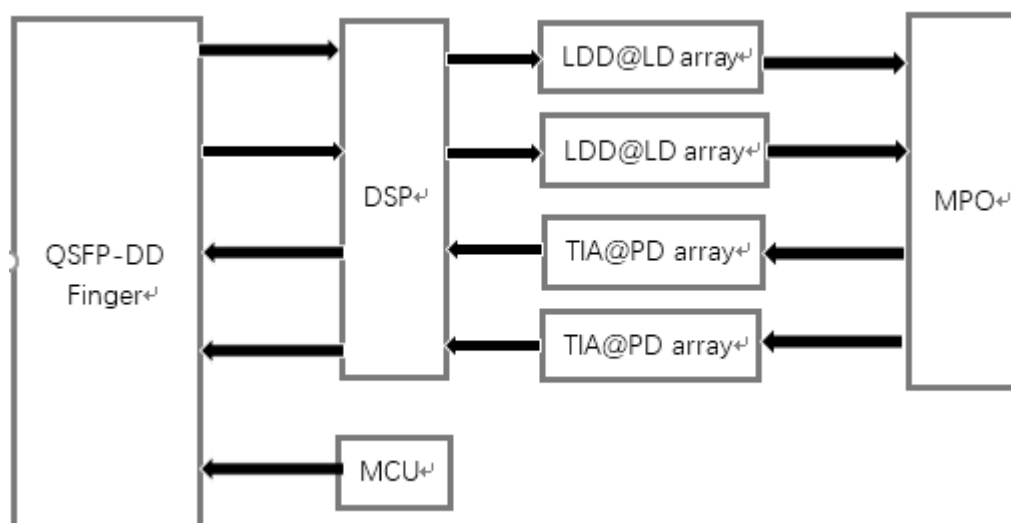 LDD@LD array↵
LDD@LD array↵
DSP↵
MPO↵
QSFP-DD
Finger↵
TIA@PD array↵
TIA@PD array↵
MCU↵